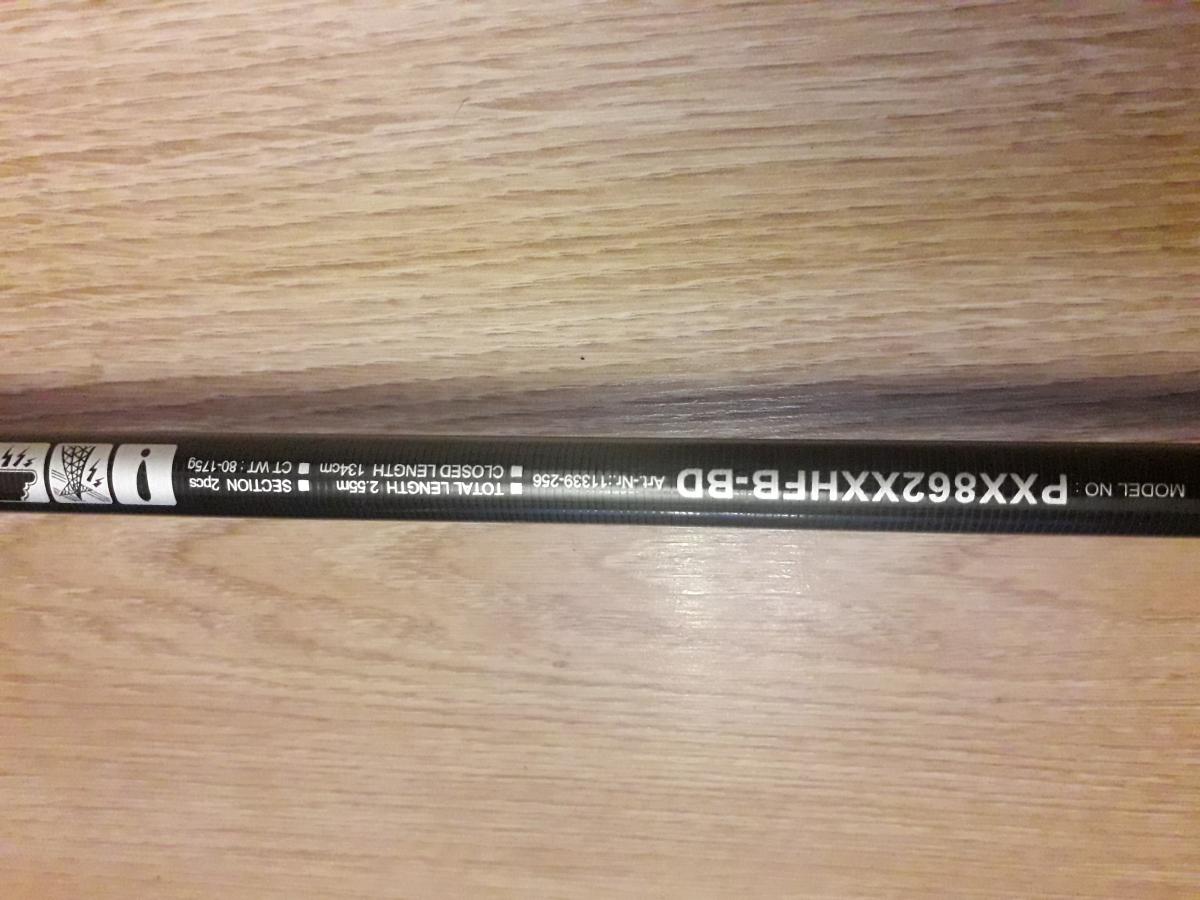 MODEL NO : PXX862XXHFB-BD Art.-Nr.:11339-256
■ TOTAL LENGTH 2.55m ■ SECTION 2pcs
■ CLOSED LENGTH 134cm ■ CT WT : 80-175g